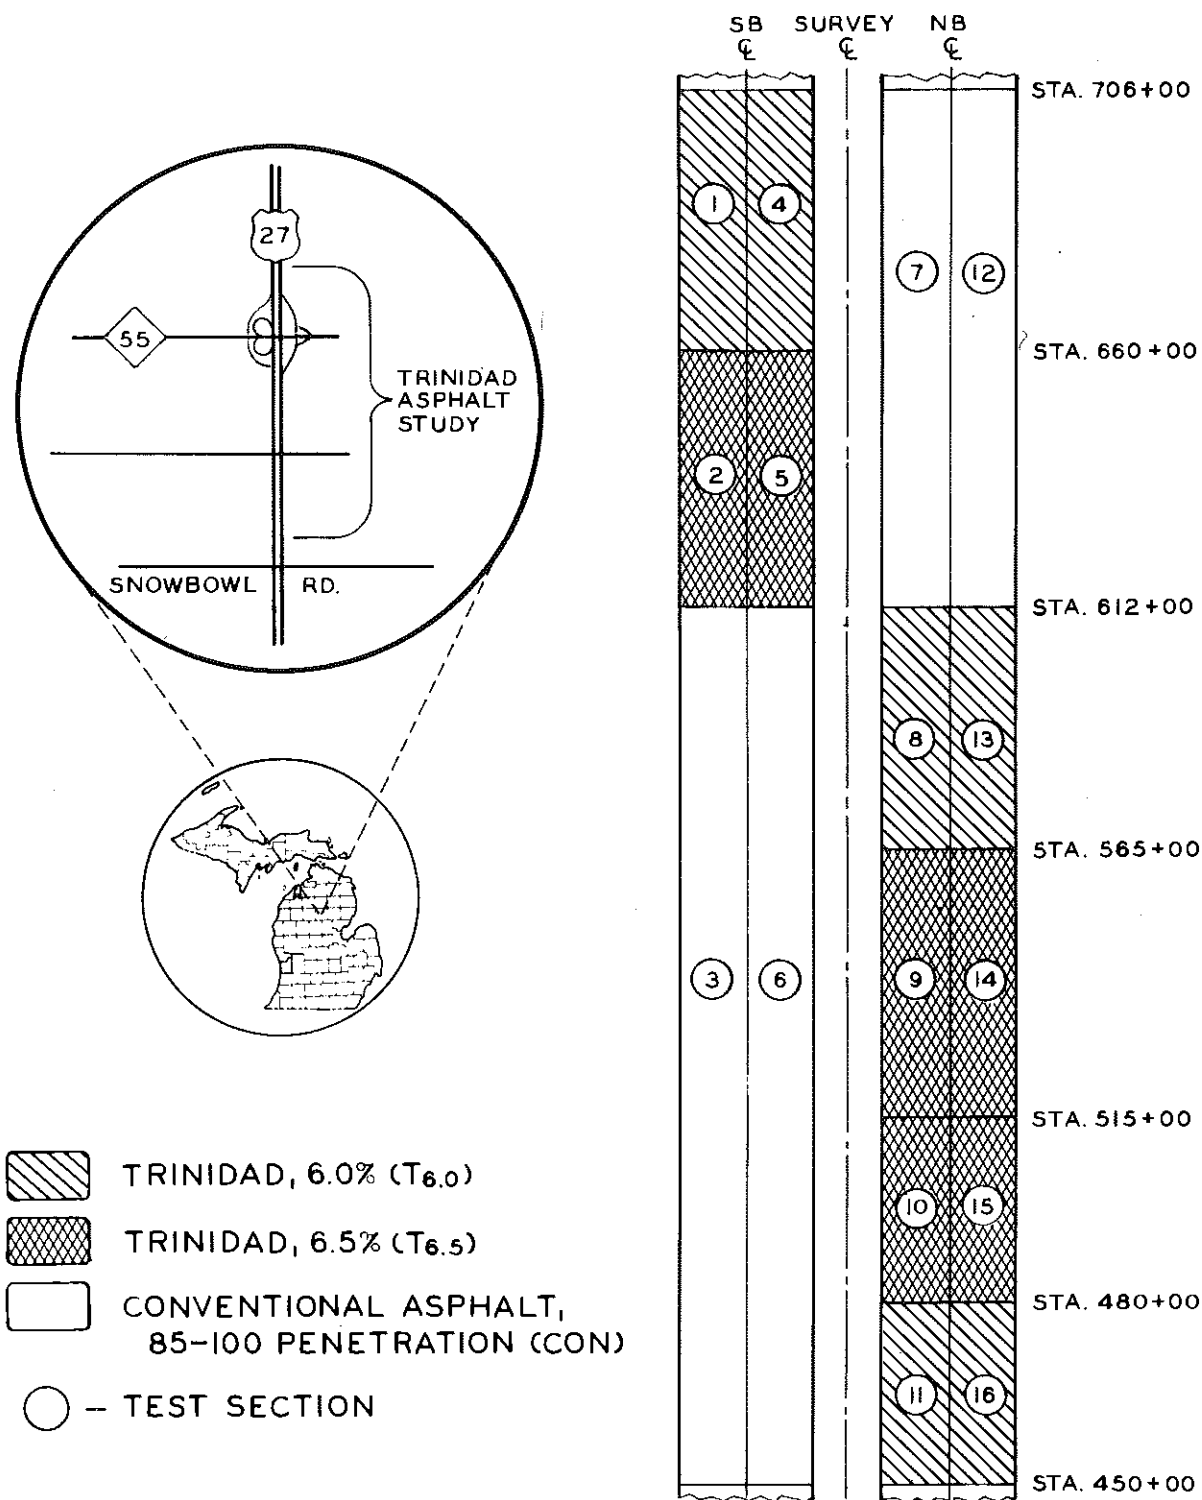 SB SURVEY NB
℄ ℄ ℄
STA. 706+00
1 4
7 12
27
55
STA. 660+00
TRINIDAD
ASPHALT
STUDY
2 5
SNOWBOWL RD.
STA. 612+00
8 13
STA. 565+00
3 6
9 14
STA. 515+00
TRINIDAD, 6.0% (T6.0)
10 15
TRINIDAD, 6.5% (T6.5)
STA. 480+00
CONVENTIONAL ASPHALT,
85-100 PENETRATION (CON)
11 16
– TEST SECTION
STA. 450+00